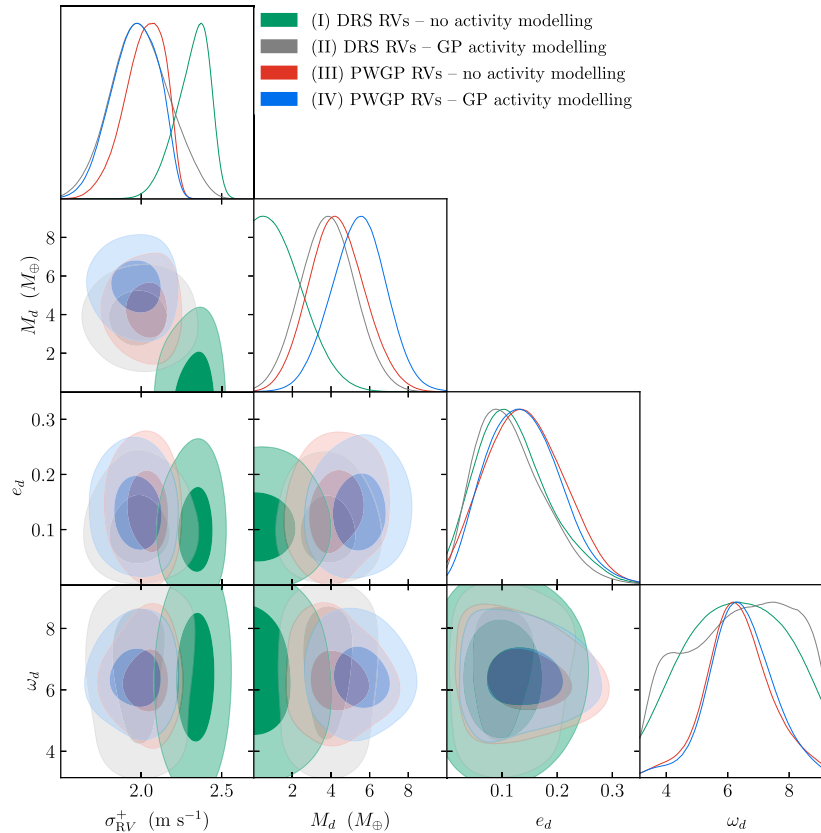 (I) DRS RVs – no activity modelling
(II) DRS RVs – GP activity modelling
(III) PWGP RVs – no activity modelling
(IV) PWGP RVs – GP activity modelling
8
6
4
2
M_d (M_⊕)
0.3
0.2
0.1
e_d
8
6
4
ω_d
2.0 2.5 2 4 6 8 0.1 0.2 0.3 4 6 8
σ⁺_RV (m s⁻¹) M_d (M_⊕) e_d ω_d